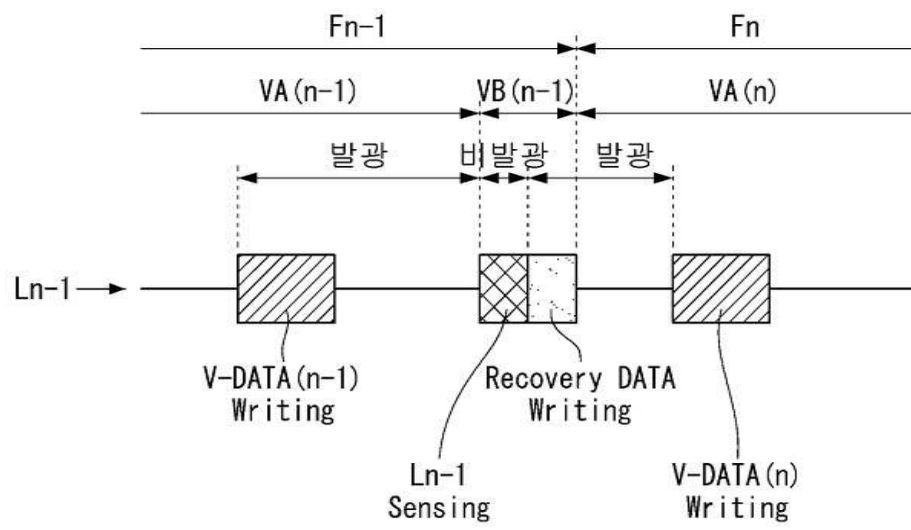 Fn-1
Fn
VA(n-1)
VB(n-1)
VA(n)
발광
비발광
발광
Ln-1
V-DATA(n-1)
Writing
Recovery DATA
Writing
Ln-1
Sensing
V-DATA(n)
Writing